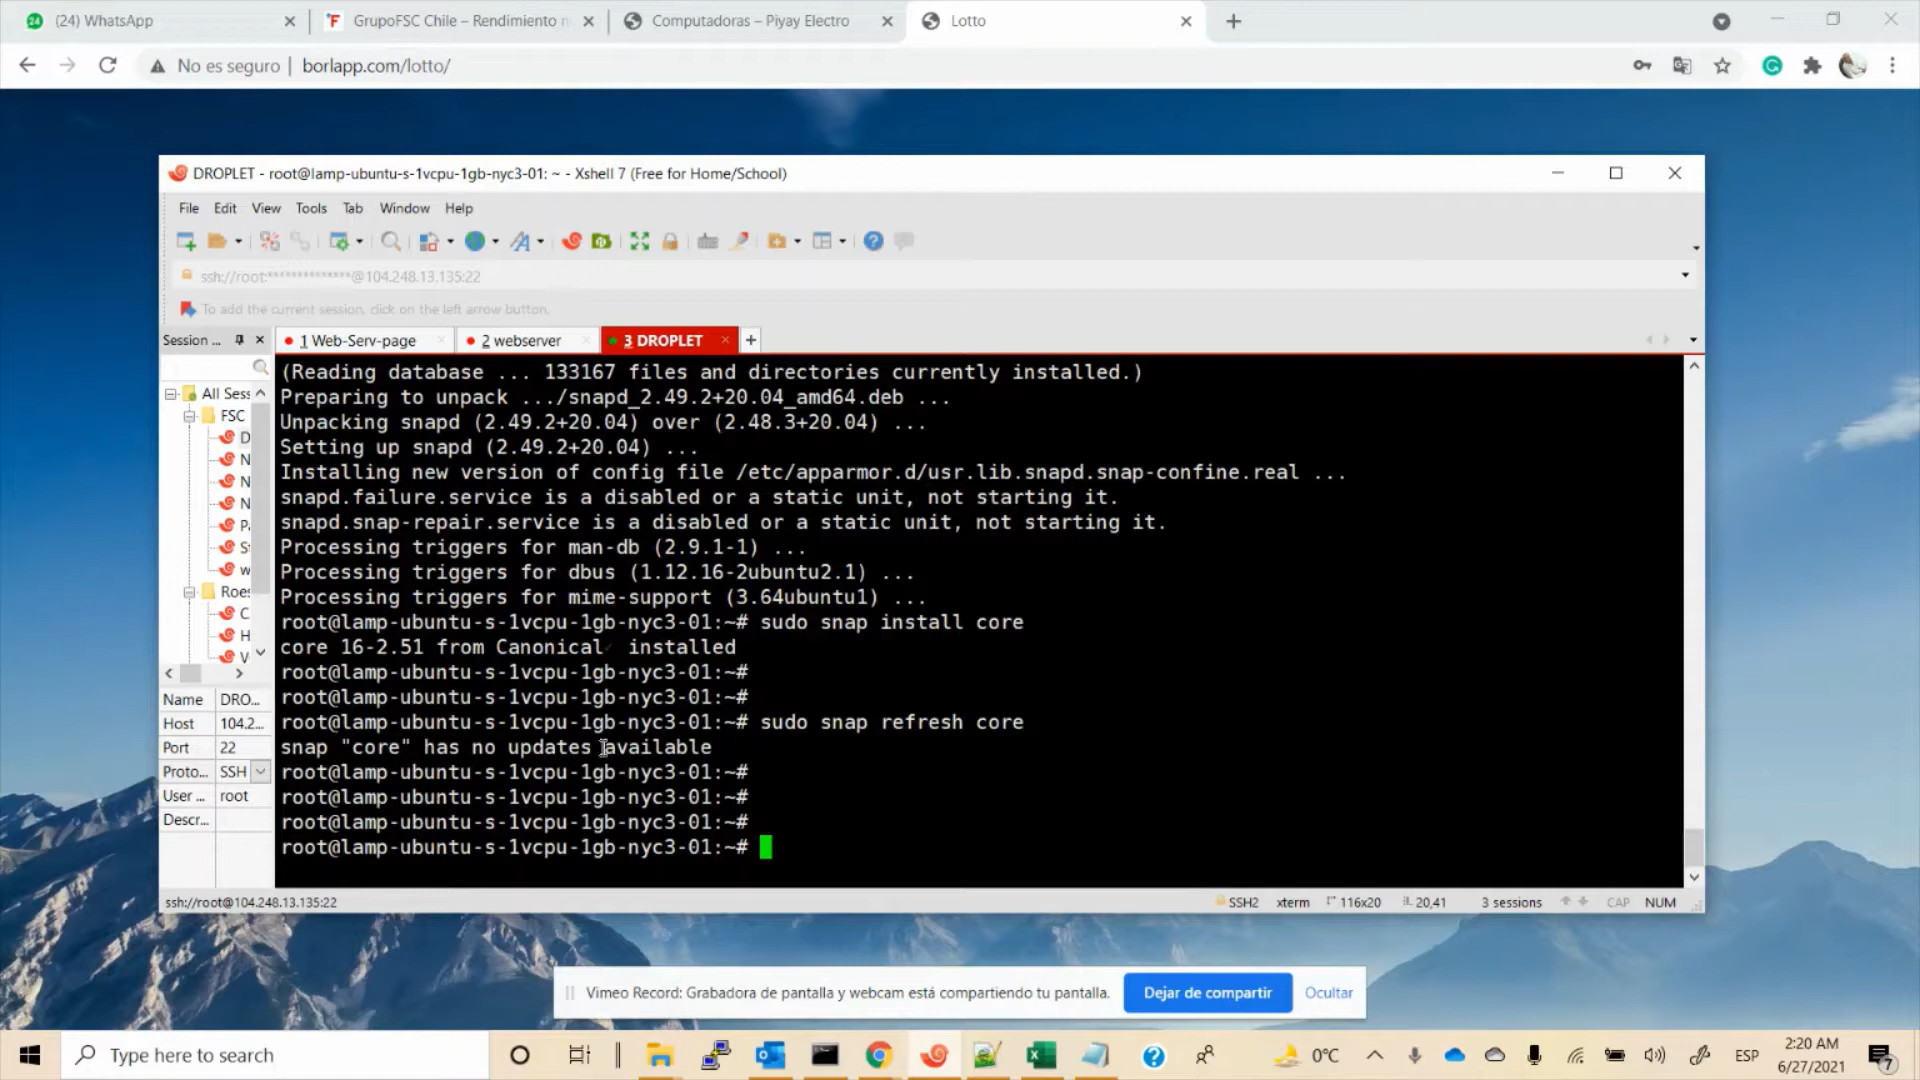 (24) WhatsApp
GrupoFSC Chile – Rendimiento
Computadoras – Piyay Electro
Lotto
No es seguro
borlapp.com/lotto/
DROPLET - root@lamp-ubuntu-s-1vcpu-1gb-nyc3-01: ~ - Xshell 7 (Free for Home/School)
File Edit View Tools Tab Window Help
ssh://root:**************@104.248.13.135:22
To add the current session, click on the left arrow button.
Session ...
1 Web-Serv-page
2 webserver
3 DROPLET
All Sess
FSC
D
N
N
N
Pa
St
w
Roes
C
H
V
Name DRO...
Host 104.2...
Port 22
Proto... SSH
User ... root
Descr...
(Reading database ... 133167 files and directories currently installed.)
Preparing to unpack .../snapd_2.49.2+20.04_amd64.deb ...
Unpacking snapd (2.49.2+20.04) over (2.48.3+20.04) ...
Setting up snapd (2.49.2+20.04) ...
Installing new version of config file /etc/apparmor.d/usr.lib.snapd.snap-confine.real ...
snapd.failure.service is a disabled or a static unit, not starting it.
snapd.snap-repair.service is a disabled or a static unit, not starting it.
Processing triggers for man-db (2.9.1-1) ...
Processing triggers for dbus (1.12.16-2ubuntu2.1) ...
Processing triggers for mime-support (3.64ubuntu1) ...
root@lamp-ubuntu-s-1vcpu-1gb-nyc3-01:~# sudo snap install core
core 16-2.51 from Canonical✓ installed
root@lamp-ubuntu-s-1vcpu-1gb-nyc3-01:~#
root@lamp-ubuntu-s-1vcpu-1gb-nyc3-01:~#
root@lamp-ubuntu-s-1vcpu-1gb-nyc3-01:~# sudo snap refresh core
snap "core" has no updates available
root@lamp-ubuntu-s-1vcpu-1gb-nyc3-01:~#
root@lamp-ubuntu-s-1vcpu-1gb-nyc3-01:~#
root@lamp-ubuntu-s-1vcpu-1gb-nyc3-01:~#
root@lamp-ubuntu-s-1vcpu-1gb-nyc3-01:~#
ssh://root@104.248.13.135:22
SSH2 xterm 116x20 20,41 3 sessions CAP NUM
Vimeo Record: Grabadora de pantalla y webcam está compartiendo tu pantalla.
Dejar de compartir
Ocultar
Type here to search
0°C
ESP
2:20 AM
6/27/2021
7